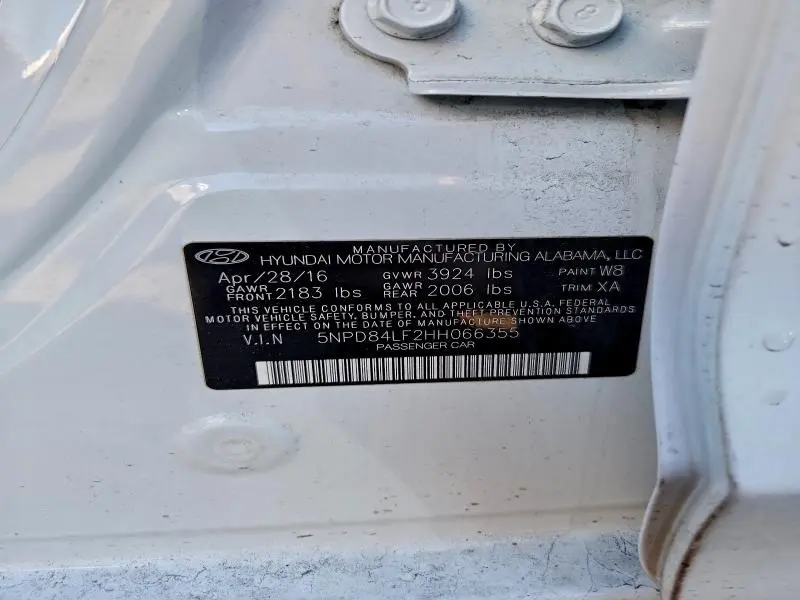 MANUFACTURED BY
HYUNDAI MOTOR MANUFACTURING ALABAMA, LLC
Apr/28/16 GVWR 3924 lbs PAINT W8
GAWR FRONT 2183 lbs GAWR REAR 2006 lbs TRIM XA
THIS VEHICLE CONFORMS TO ALL APPLICABLE U.S.A. FEDERAL
MOTOR VEHICLE SAFETY, BUMPER, AND THEFT PREVENTION STANDARDS
IN EFFECT ON THE DATE OF MANUFACTURE SHOWN ABOVE
V.I.N 5NPD84LF2HH066355
PASSENGER CAR